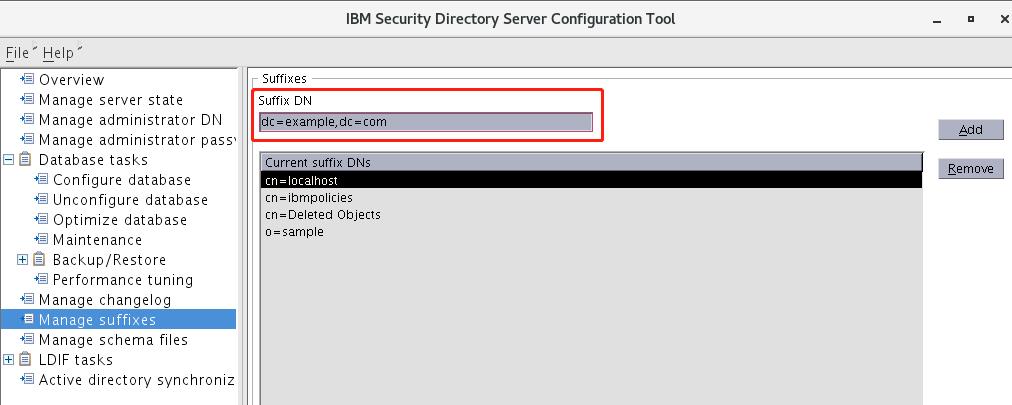 IBM Security Directory Server Configuration Tool
File Help
Overview
Manage server state
Manage administrator DN
Manage administrator passv
Database tasks
Configure database
Unconfigure database
Optimize database
Maintenance
Backup/Restore
Performance tuning
Manage changelog
Manage suffixes
Manage schema files
LDIF tasks
Active directory synchroniz
Suffixes
Suffix DN
dc=example,dc=com
Add
Current suffix DNs
Remove
cn=localhost
cn=ibmpolicies
cn=Deleted Objects
o=sample